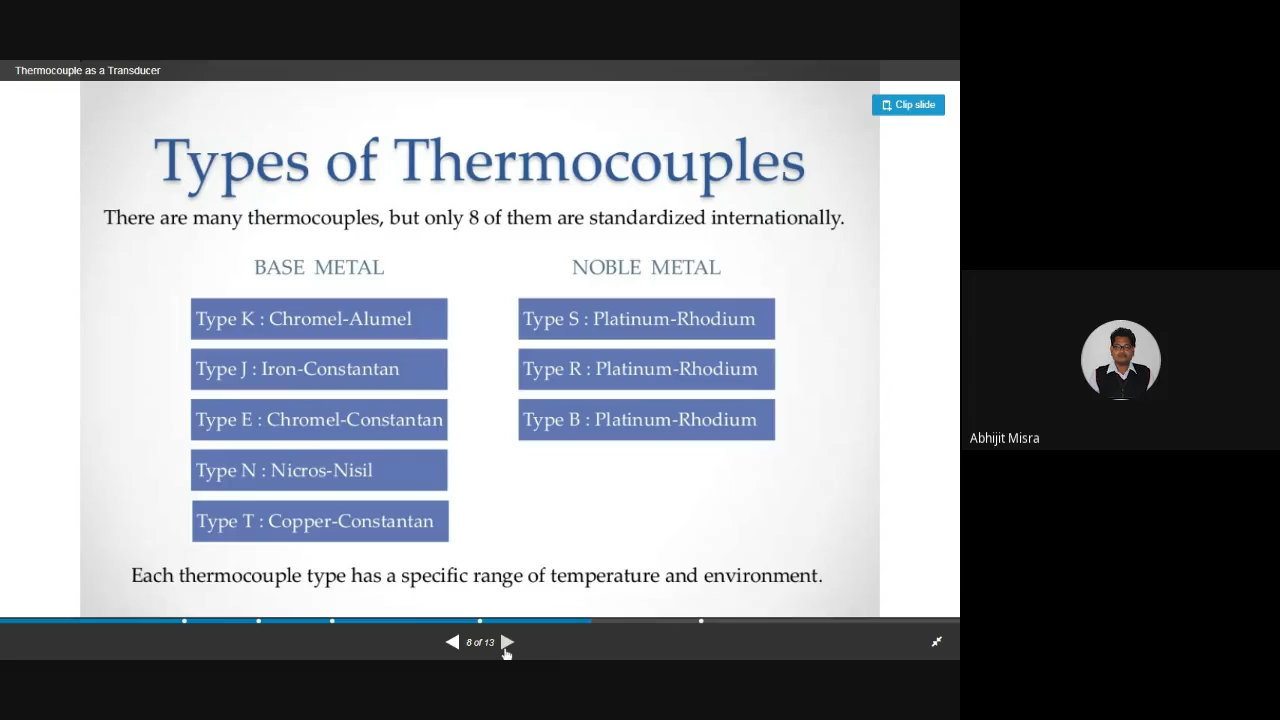 Thermocouple as a Transducer
Clip slide
Types of Thermocouples
There are many thermocouples, but only 8 of them are standardized internationally.
BASE METAL
Type K : Chromel-Alumel
Type J : Iron-Constantan
Type E : Chromel-Constantan
Type N : Nicros-Nisil
Type T : Copper-Constantan
NOBLE METAL
Type S : Platinum-Rhodium
Type R : Platinum-Rhodium
Type B : Platinum-Rhodium
Each thermocouple type has a specific range of temperature and environment.
8 of 13
Abhijit Misra